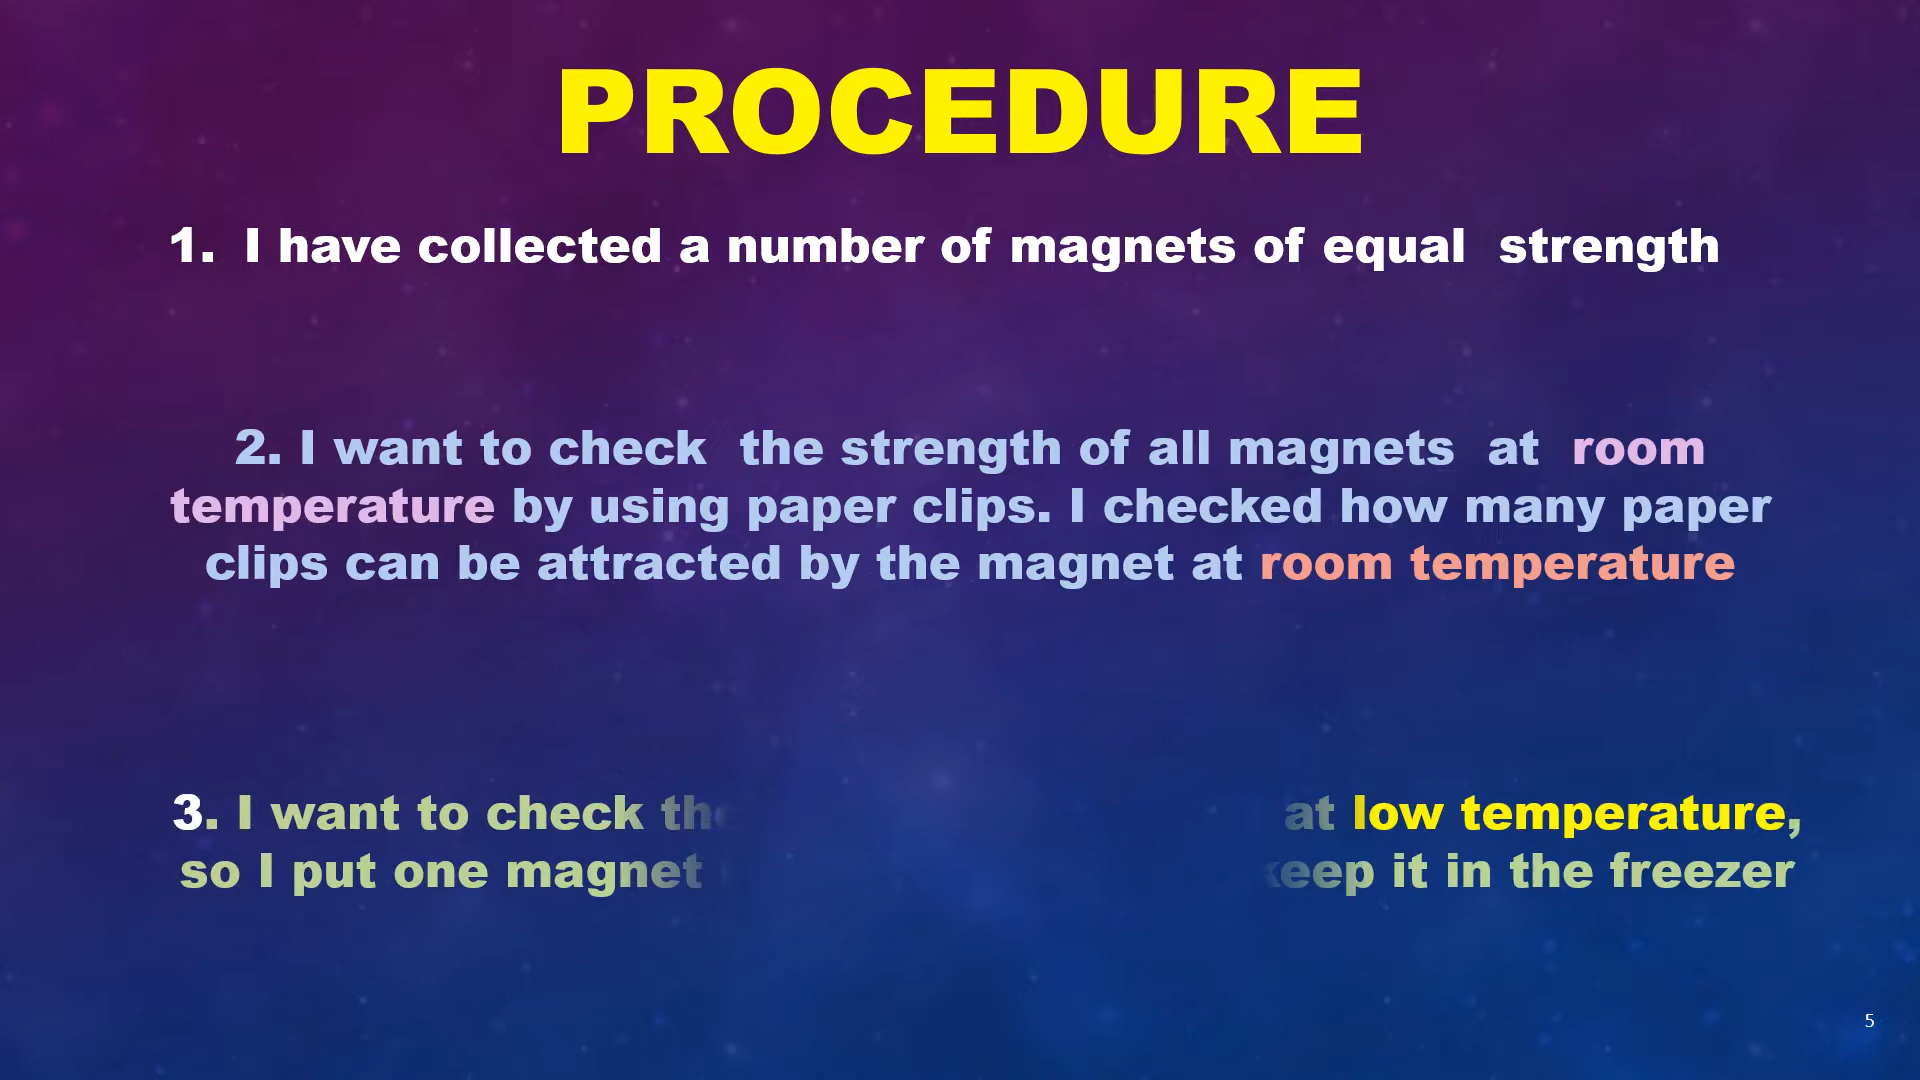 PROCEDURE
1. I have collected a number of magnets of equal strength
2. I want to check the strength of all magnets at room
temperature by using paper clips. I checked how many paper
clips can be attracted by the magnet at room temperature
3. I want to check the at low temperature,
so I put one magnet keep it in the freezer
5